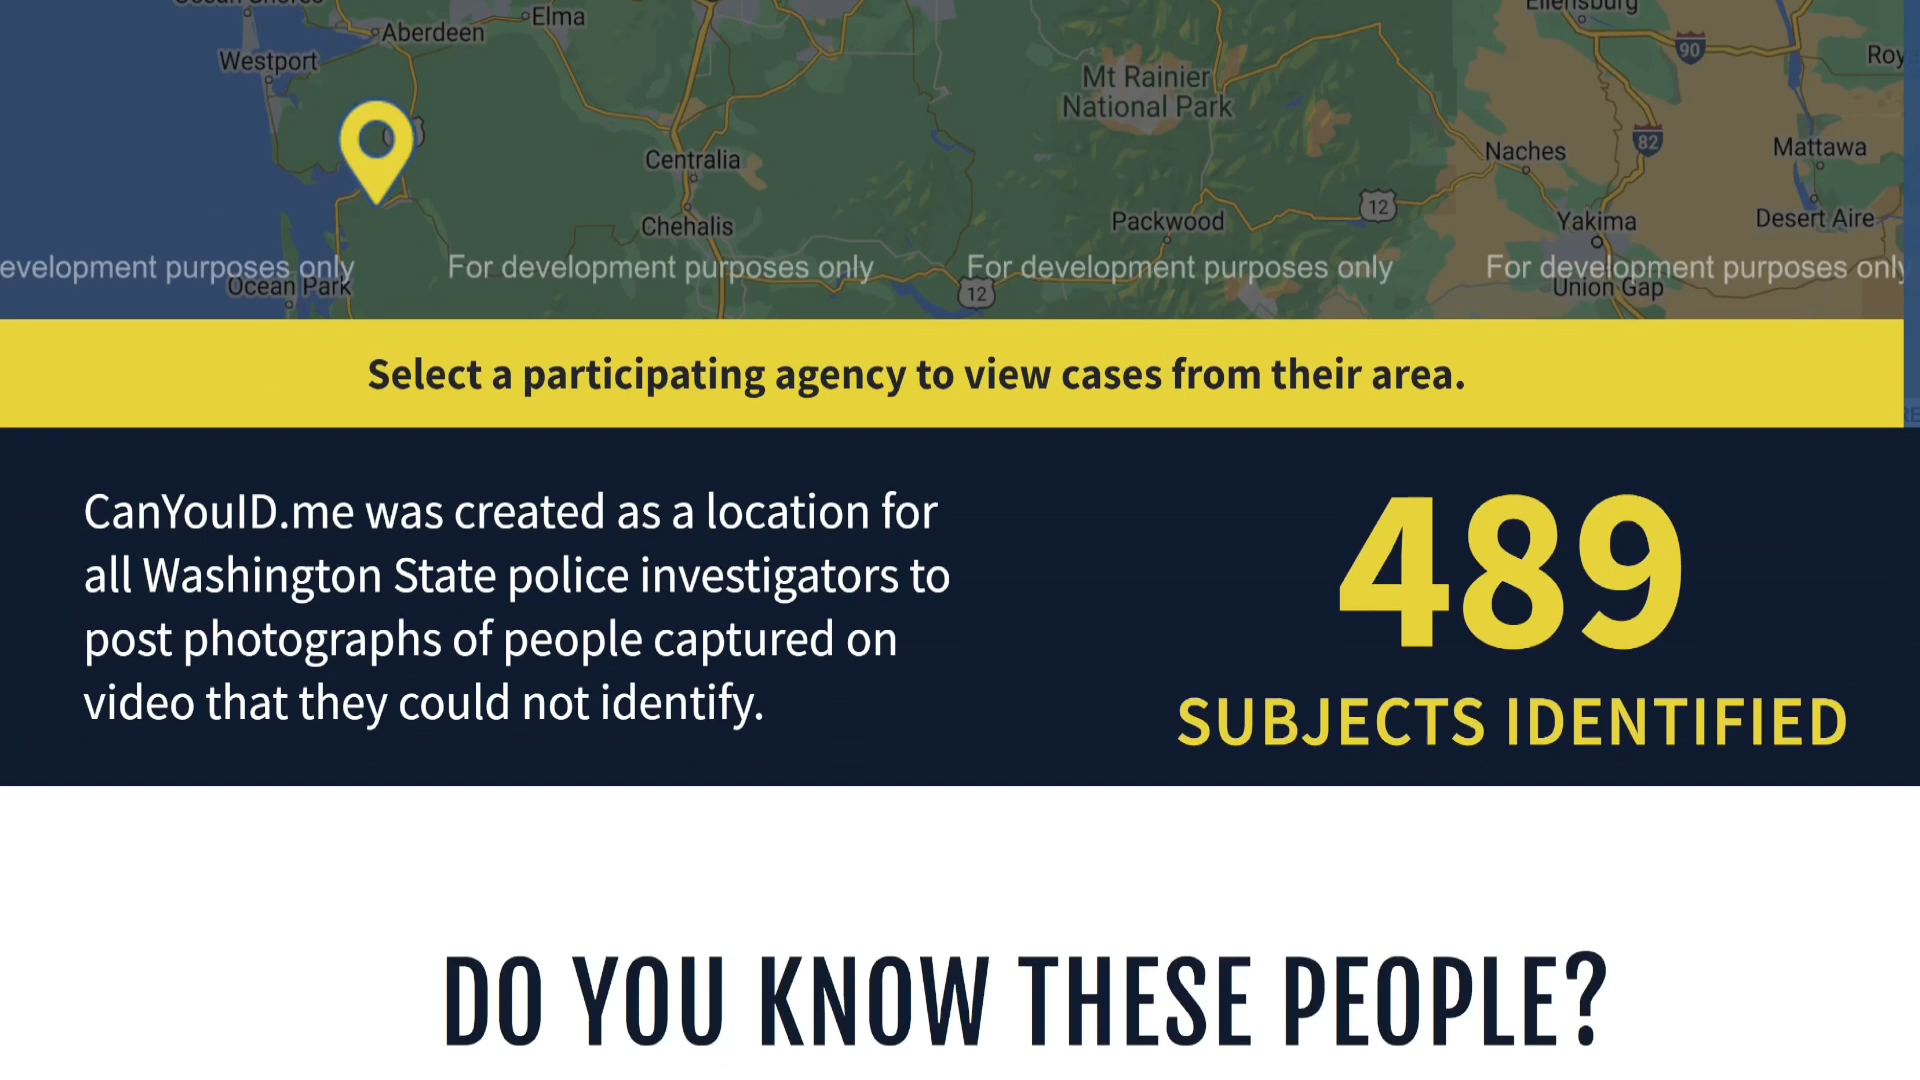 Elma
Ellensburg
Aberdeen
Westport
90
Roy
Mt Rainier
National Park
82
Centralia
Naches
Mattawa
12
Chehalis
Packwood
Yakima
Desert Aire
evelopment purposes only
For development purposes only
For development purposes only
For development purposes only
Ocean Park
12
Union Gap
Select a participating agency to view cases from their area.
CanYouID.me was created as a location for
all Washington State police investigators to
post photographs of people captured on
video that they could not identify.
489
SUBJECTS IDENTIFIED
DO YOU KNOW THESE PEOPLE?